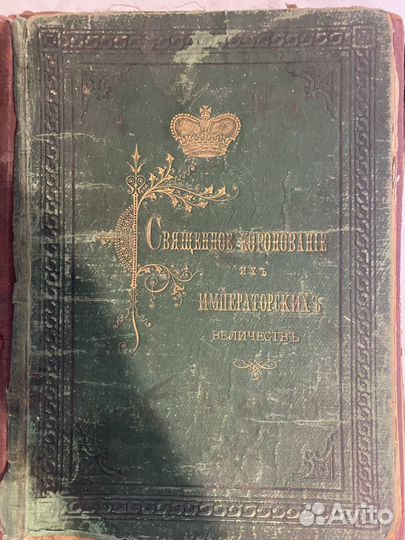 Священное коронованіе
ихъ
императорскихъ
величествъ
Avito